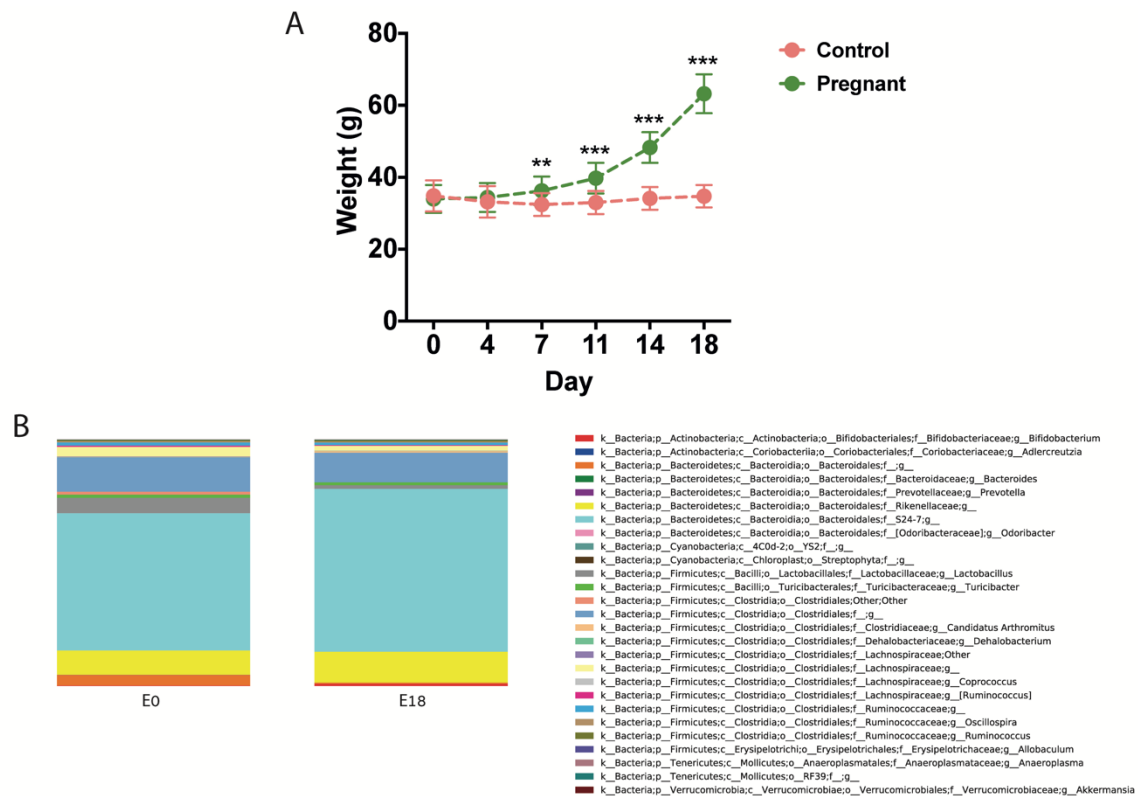 A
80
60
40
20
0
Weight (g)
**
***
***
***
0 4 7 11 14 18
Day
Control
Pregnant
B
E0
E18
k__Bacteria;p__Actinobacteria;c__Actinobacteria;o__Bifidobacteriales;f__Bifidobacteriaceae;g__Bifidobacterium
k__Bacteria;p__Actinobacteria;c__Coriobacteriia;o__Coriobacteriales;f__Coriobacteriaceae;g__Adlercreutzia
k__Bacteria;p__Bacteroidetes;c__Bacteroidia;o__Bacteroidales;f__;g__
k__Bacteria;p__Bacteroidetes;c__Bacteroidia;o__Bacteroidales;f__Bacteroidaceae;g__Bacteroides
k__Bacteria;p__Bacteroidetes;c__Bacteroidia;o__Bacteroidales;f__Prevotellaceae;g__Prevotella
k__Bacteria;p__Bacteroidetes;c__Bacteroidia;o__Bacteroidales;f__Rikenellaceae;g__
k__Bacteria;p__Bacteroidetes;c__Bacteroidia;o__Bacteroidales;f__S24-7;g__
k__Bacteria;p__Bacteroidetes;c__Bacteroidia;o__Bacteroidales;f__[Odoribacteraceae];g__Odoribacter
k__Bacteria;p__Cyanobacteria;c__4C0d-2;o__YS2;f__;g__
k__Bacteria;p__Cyanobacteria;c__Chloroplast;o__Streptophyta;f__;g__
k__Bacteria;p__Firmicutes;c__Bacilli;o__Lactobacillales;f__Lactobacillaceae;g__Lactobacillus
k__Bacteria;p__Firmicutes;c__Bacilli;o__Turicibacterales;f__Turicibacteraceae;g__Turicibacter
k__Bacteria;p__Firmicutes;c__Clostridia;o__Clostridiales;Other;Other
k__Bacteria;p__Firmicutes;c__Clostridia;o__Clostridiales;f__;g__
k__Bacteria;p__Firmicutes;c__Clostridia;o__Clostridiales;f__Clostridiaceae;g__Candidatus Arthromitus
k__Bacteria;p__Firmicutes;c__Clostridia;o__Clostridiales;f__Dehalobacteriaceae;g__Dehalobacterium
k__Bacteria;p__Firmicutes;c__Clostridia;o__Clostridiales;f__Lachnospiraceae;Other
k__Bacteria;p__Firmicutes;c__Clostridia;o__Clostridiales;f__Lachnospiraceae;g__
k__Bacteria;p__Firmicutes;c__Clostridia;o__Clostridiales;f__Lachnospiraceae;g__Coprococcus
k__Bacteria;p__Firmicutes;c__Clostridia;o__Clostridiales;f__Lachnospiraceae;g__[Ruminococcus]
k__Bacteria;p__Firmicutes;c__Clostridia;o__Clostridiales;f__Ruminococcaceae;g__
k__Bacteria;p__Firmicutes;c__Clostridia;o__Clostridiales;f__Ruminococcaceae;g__Oscillospira
k__Bacteria;p__Firmicutes;c__Clostridia;o__Clostridiales;f__Ruminococcaceae;g__Ruminococcus
k__Bacteria;p__Firmicutes;c__Erysipelotrichi;o__Erysipelotrichales;f__Erysipelotrichaceae;g__Allobaculum
k__Bacteria;p__Tenericutes;c__Mollicutes;o__Anaeroplasmatales;f__Anaeroplasmataceae;g__Anaeroplasma
k__Bacteria;p__Tenericutes;c__Mollicutes;o__RF39;f__;g__
k__Bacteria;p__Verrucomicrobia;c__Verrucomicrobiae;o__Verrucomicrobiales;f__Verrucomicrobiaceae;g__Akkermansia